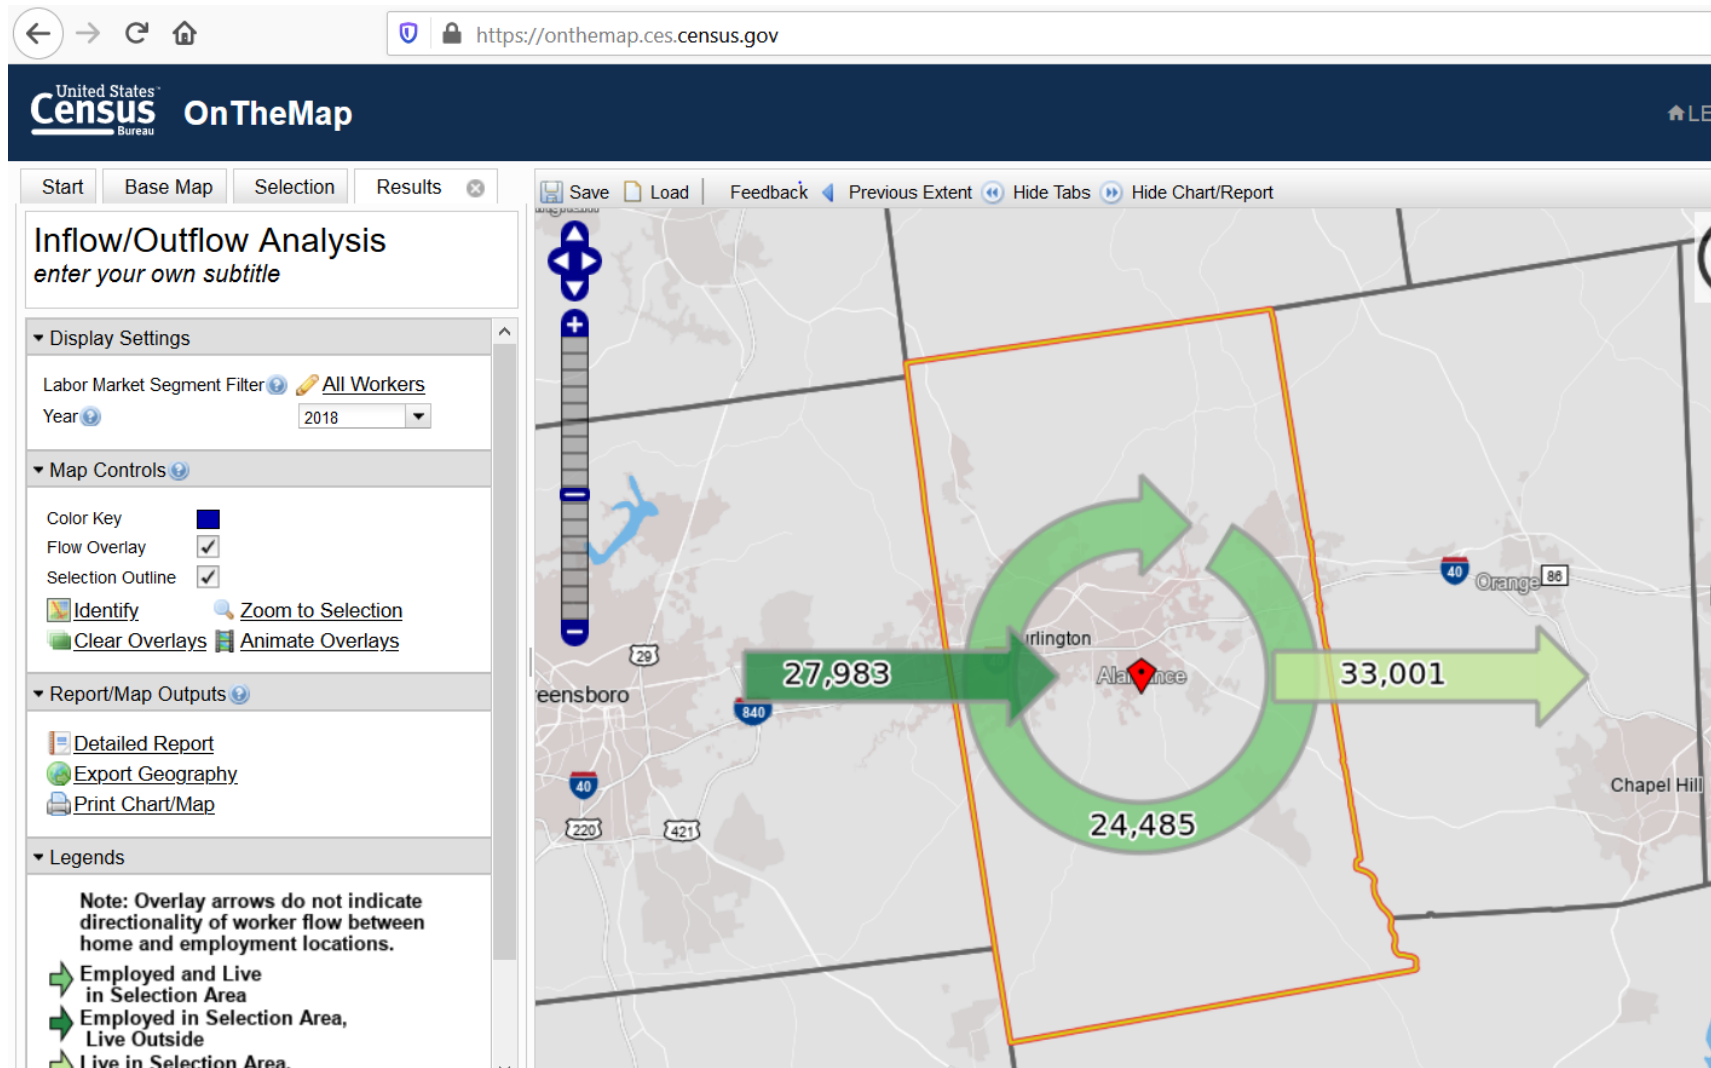 https://onthemap.ces.census.gov
United States
Census
Bureau
OnTheMap
LE
Start
Base Map
Selection
Results
Save
Load
Feedback
Previous Extent
Hide Tabs
Hide Chart/Report
Inflow/Outflow Analysis
enter your own subtitle
Display Settings
Labor Market Segment Filter
All Workers
Year
2018
Map Controls
Color Key
Flow Overlay
Selection Outline
Identify
Zoom to Selection
Clear Overlays
Animate Overlays
Report/Map Outputs
Detailed Report
Export Geography
Print Chart/Map
Legends
Note: Overlay arrows do not indicate
directionality of worker flow between
home and employment locations.
Employed and Live
in Selection Area
Employed in Selection Area,
Live Outside
Live in Selection Area,
40
Orange
86
29
urlington
27,983
33,001
eensboro
840
40
Chapel Hill
220
421
24,485